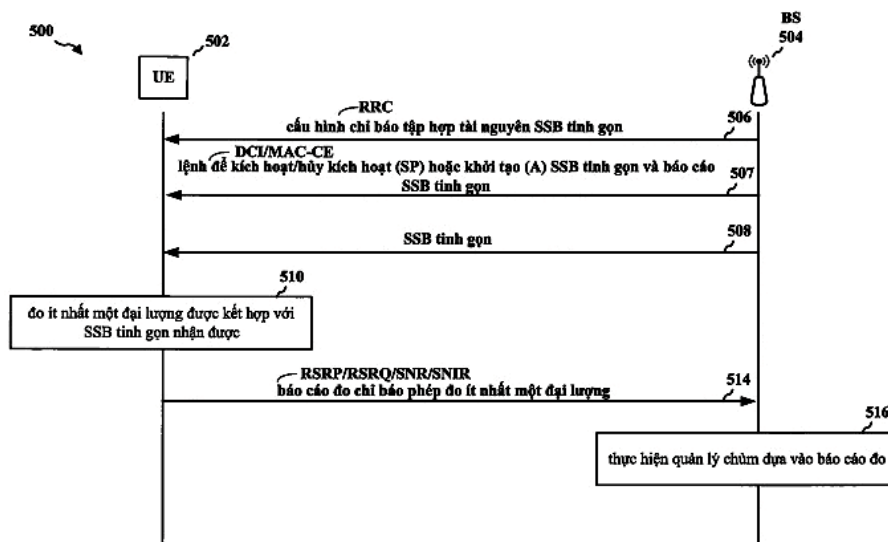 500
502
UE
BS
504
RRC
cấu hình chỉ báo tập hợp tài nguyên SSB tinh gọn
506
DCI/MAC-CE
lệnh để kích hoạt/hủy kích hoạt (SP) hoặc khởi tạo (A) SSB tinh gọn và báo cáo
SSB tinh gọn
507
SSB tinh gọn
508
510
đo ít nhất một đại lượng được kết hợp với
SSB tinh gọn nhận được
RSRP/RSRQ/SNR/SNIR
báo cáo đo chỉ báo phép đo ít nhất một đại lượng
514
516
thực hiện quản lý chùm dựa vào báo cáo đo